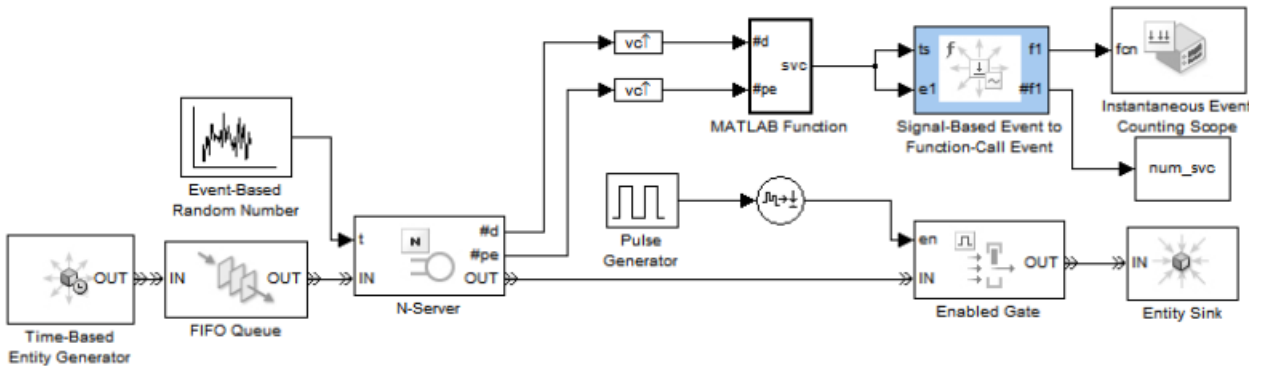 vc↑
#d
svc
#pe
MATLAB Function
vc↑
ts
f1
e1
#f1
Signal-Based Event to
Function-Call Event
fcn
Instantaneous Event
Counting Scope
num_svc
Event-Based
Random Number
Pulse
Generator
OUT
Time-Based
Entity Generator
IN
OUT
FIFO Queue
t
N
#d
#pe
IN
OUT
N-Server
en
IN
OUT
Enabled Gate
IN
Entity Sink